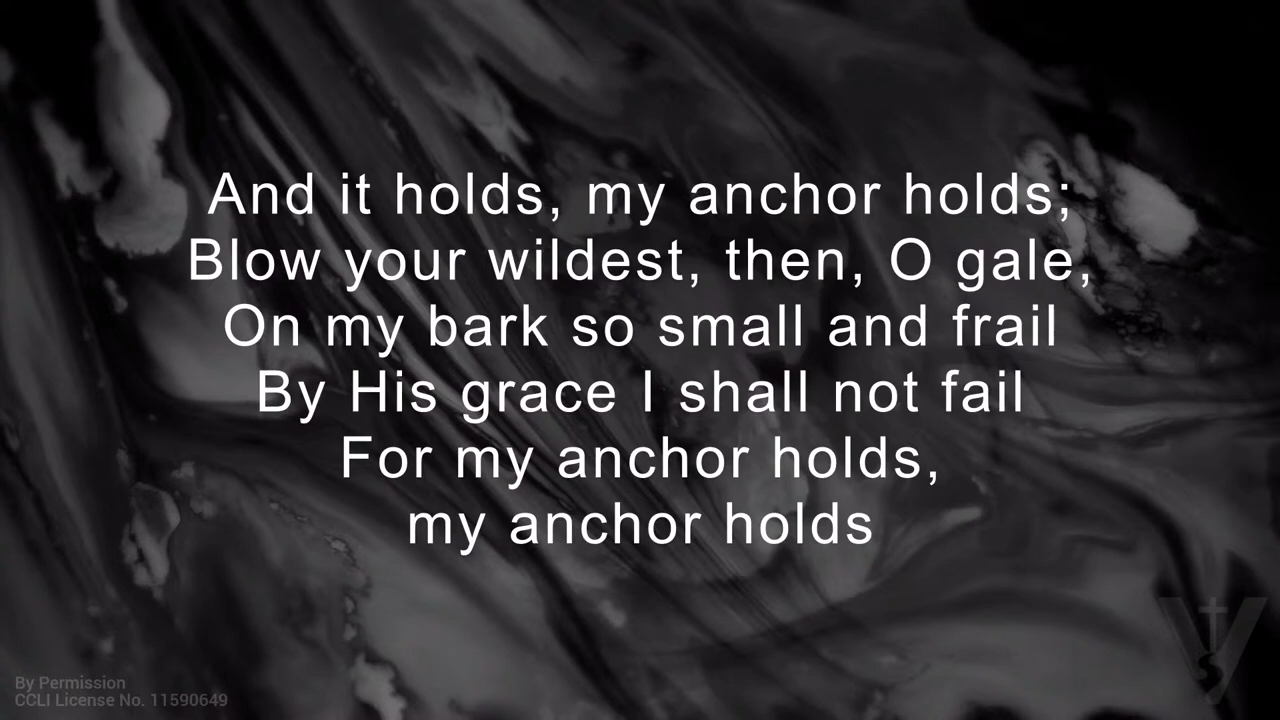 And it holds, my anchor holds;
Blow your wildest, then, O gale,
On my bark so small and frail
By His grace I shall not fail
For my anchor holds,
my anchor holds
By Permission
CCLI License No. 11590649